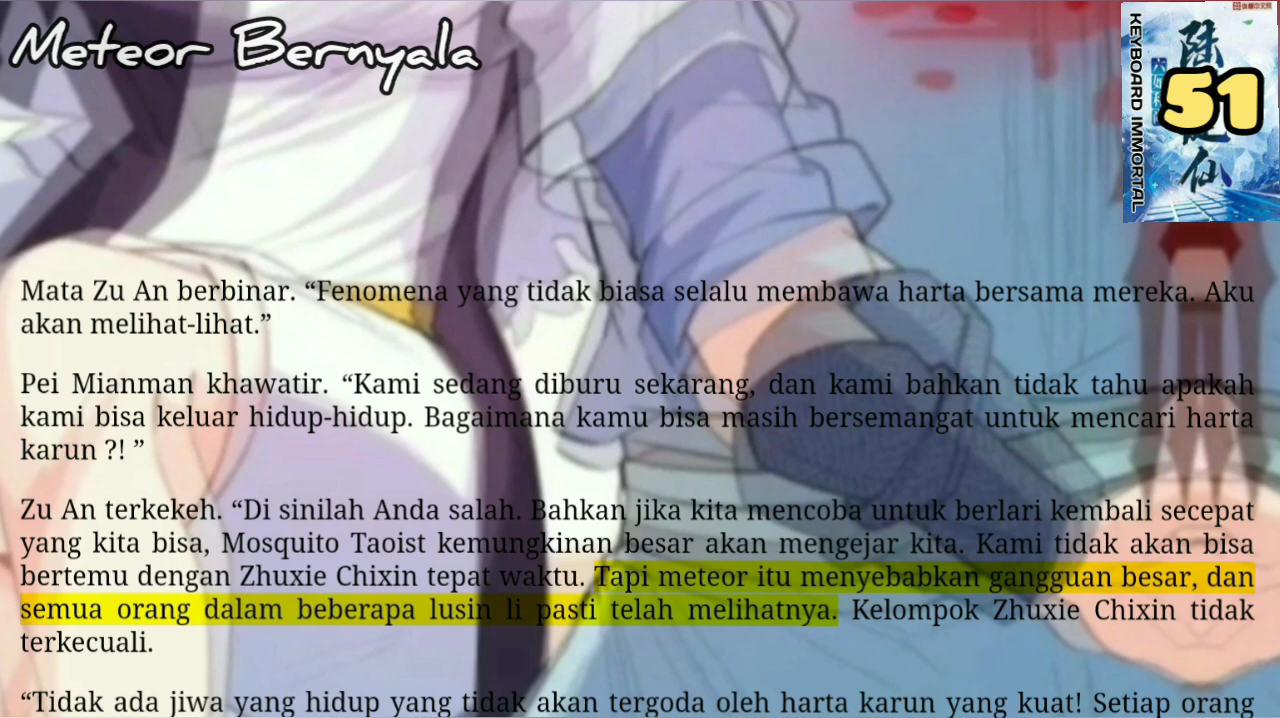 Meteor Bernyala
KEYBOARD IMMORTAL
51
仙
Mata Zu An berbinar. “Fenomena yang tidak biasa selalu membawa harta bersama mereka. Aku
akan melihat-lihat.”
Pei Mianman khawatir. “Kami sedang diburu sekarang, dan kami bahkan tidak tahu apakah
kami bisa keluar hidup-hidup. Bagaimana kamu bisa masih bersemangat untuk mencari harta
karun ?! ”
Zu An terkekeh. “Di sinilah Anda salah. Bahkan jika kita mencoba untuk berlari kembali secepat
yang kita bisa, Mosquito Taoist kemungkinan besar akan mengejar kita. Kami tidak akan bisa
bertemu dengan Zhuxie Chixin tepat waktu. Tapi meteor itu menyebabkan gangguan besar, dan
semua orang dalam beberapa lusin li pasti telah melihatnya. Kelompok Zhuxie Chixin tidak
terkecuali.
“Tidak ada jiwa yang hidup yang tidak akan tergoda oleh harta karun yang kuat! Setiap orang